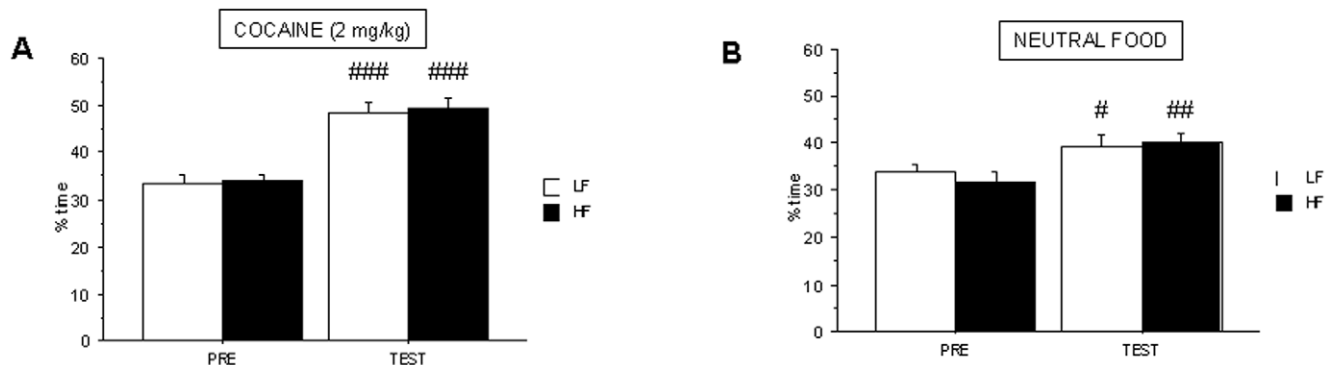 A
COCAINE (2 mg/kg)
60
50
40
30
20
10
0
% time
###
###
PRE
TEST
LF
HF
B
NEUTRAL FOOD
60
50
40
30
20
10
0
% time
#
##
PRE
TEST
LF
HF